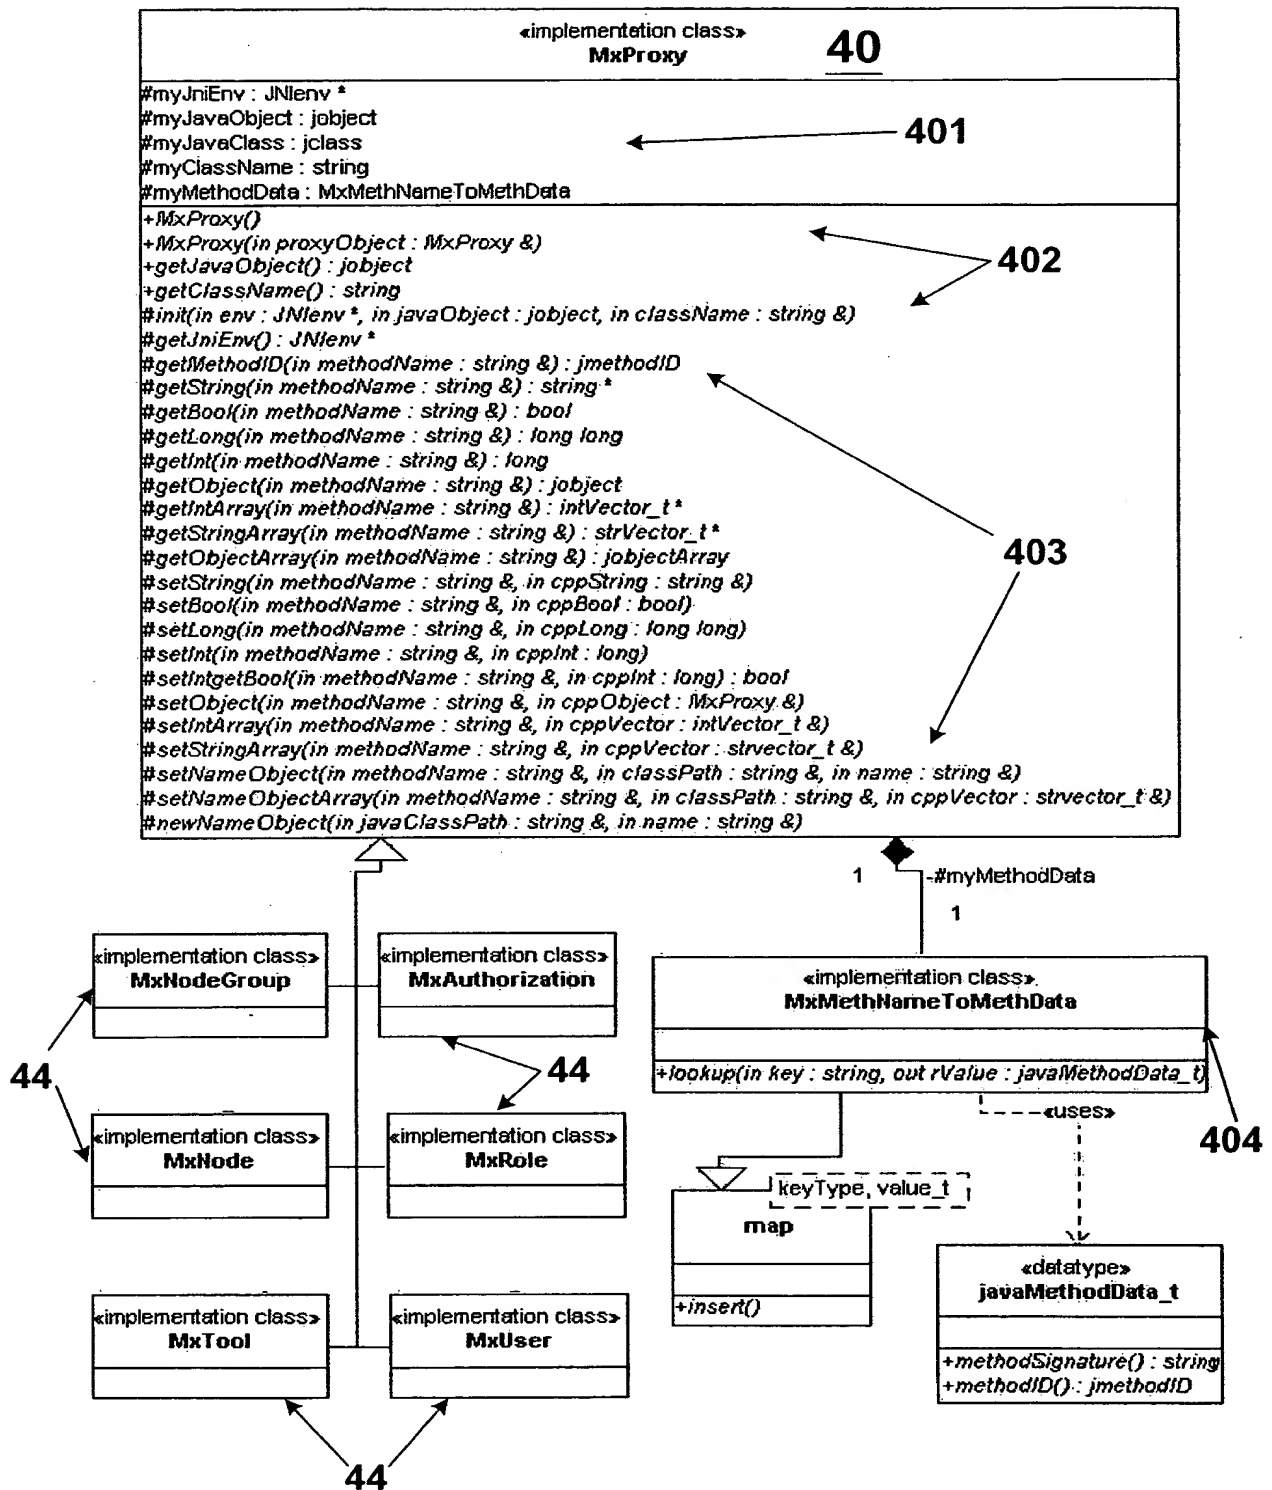 «implementation class»
MxProxy
40
#myJniEnv : JNIenv *
#myJavaObject : jobject
#myJavaClass : jclass
#myClassName : string
#myMethodData : MxMethNameToMethData
401
+MxProxy()
+MxProxy(in proxyObject : MxProxy &)
+getJavaObject() : jobject
+getClassName() : string
#init(in env : JNIenv *, in javaObject : jobject, in className : string &)
#getJniEnv() : JNIenv *
#getMethodID(in methodName : string &) : jmethodID
#getString(in methodName : string &) : string *
#getBool(in methodName : string &) : bool
#getLong(in methodName : string &) : long long
#getInt(in methodName : string &) : long
#getObject(in methodName : string &) : jobject
#getIntArray(in methodName : string &) : intVector_t *
#getStringArray(in methodName : string &) : strVector_t *
#getObjectArray(in methodName : string &) : jobjectArray
#setString(in methodName : string &, in cppString : string &)
#setBool(in methodName : string &, in cppBool : bool)
#setLong(in methodName : string &, in cppLong : long long)
#setInt(in methodName : string &, in cppInt : long)
#setIntgetBool(in methodName : string &, in cppInt : long) : bool
#setObject(in methodName : string &, in cppObject : MxProxy &)
#setIntArray(in methodName : string &, in cppVector : intVector_t &)
#setStringArray(in methodName : string &, in cppVector : strvector_t &)
#setNameObject(in methodName : string &, in classPath : string &, in name : string &)
#setNameObjectArray(in methodName : string &, in classPath : string &, in cppVector : strvector_t &)
#newNameObject(in javaClassPath : string &, in name : string &)
402
403
1
-#myMethodData
1
«implementation class»
MxNodeGroup
«implementation class»
MxAuthorization
«implementation class»
MxMethNameToMethData
+lookup(in key : string, out rValue : javaMethodData_t)
44
44
404
«uses»
«implementation class»
MxNode
«implementation class»
MxRole
keyType, value_t
map
+insert()
«datatype»
javaMethodData_t
+methodSignature() : string
+methodID() : jmethodID
«implementation class»
MxTool
«implementation class»
MxUser
44